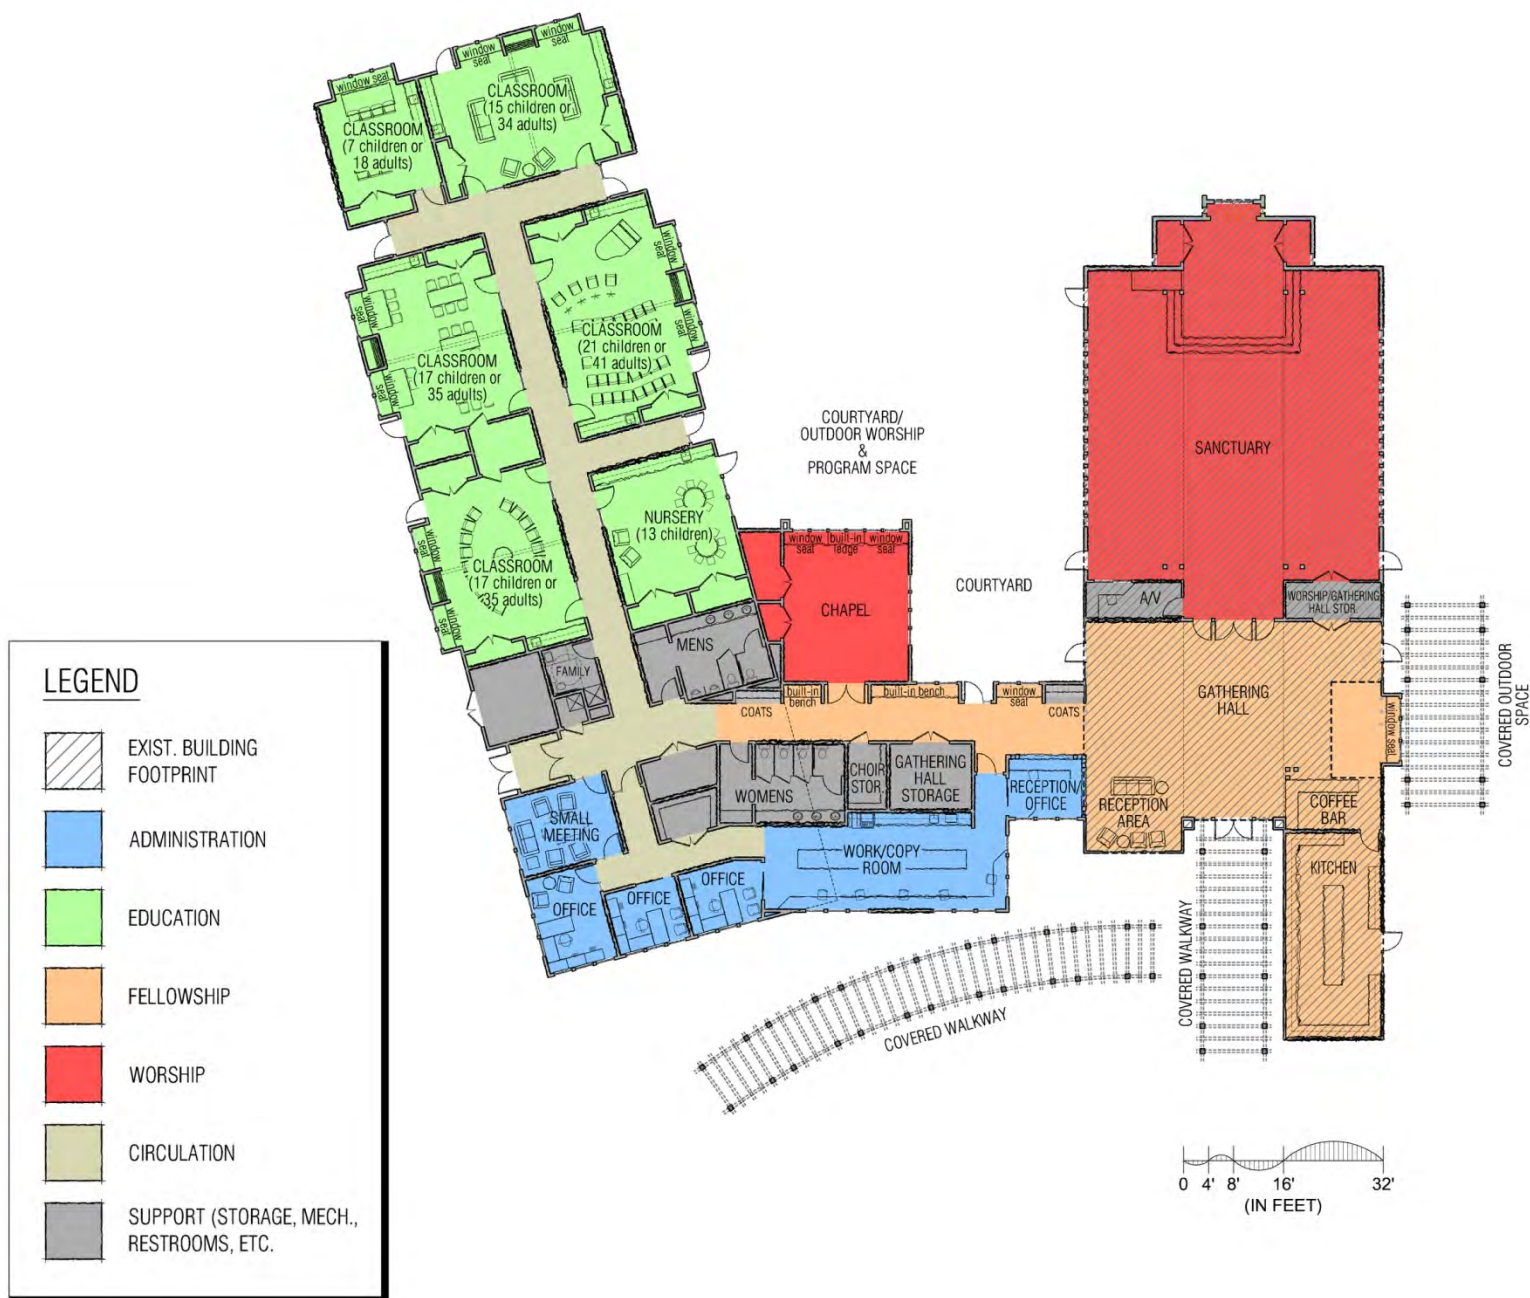 window
seat
window
seat
window seat
CLASSROOM
(15 children or
34 adults)
CLASSROOM
(7 children or
18 adults)
window
seat
window
seat
CLASSROOM
(21 children or
41 adults)
window
seat
window
seat
CLASSROOM
(17 children or
35 adults)
COURTYARD/
OUTDOOR WORSHIP
&
PROGRAM SPACE
SANCTUARY
NURSERY
(13 children)
window
seat
window
seat
CLASSROOM
(17 children or
35 adults)
window
seat
built-in
ledge
window
seat
CHAPEL
COURTYARD
A/V
WORSHIP/GATHERING
HALL STOR.
MENS
FAMILY
COATS
built-in
bench
built-in bench
window
seat
COATS
GATHERING
HALL
window seat
COVERED OUTDOOR
SPACE
WOMENS
CHOIR
STOR.
GATHERING
HALL
STORAGE
RECEPTION/
OFFICE
RECEPTION
AREA
COFFEE
BAR
SMALL
MEETING
WORK/COPY
ROOM
KITCHEN
OFFICE
OFFICE
OFFICE
COVERED WALKWAY
COVERED WALKWAY
LEGEND
EXIST. BUILDING
FOOTPRINT
ADMINISTRATION
EDUCATION
FELLOWSHIP
WORSHIP
CIRCULATION
SUPPORT (STORAGE, MECH.,
RESTROOMS, ETC.
0 4' 8' 16' 32'
(IN FEET)